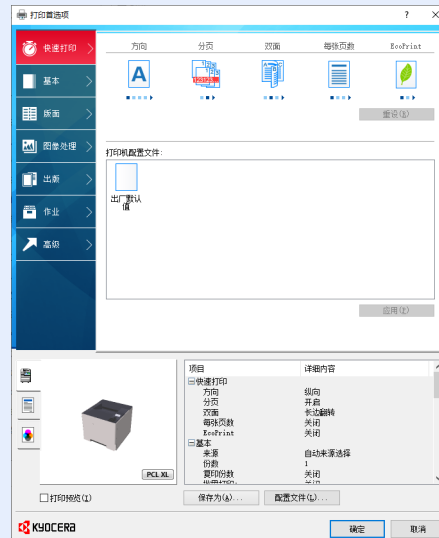 打印首选项
快速打印
基本
版面
图像处理
出版
作业
高级
方向 分页 双面 每张页数 EcoPrint
A
123123
重设(R)
打印机配置文件:
出厂默认
值
应用(Y)
项目 详细内容
快速打印
方向 纵向
分页 开启
双面 长边翻转
每张页数 关闭
EcoPrint 关闭
基本
来源 自动来源选择
份数 1
复印份数 关闭
PCL XL
打印预览(I)
保存为(A)...
配置文件(L)...
KYOCERA
确定
取消